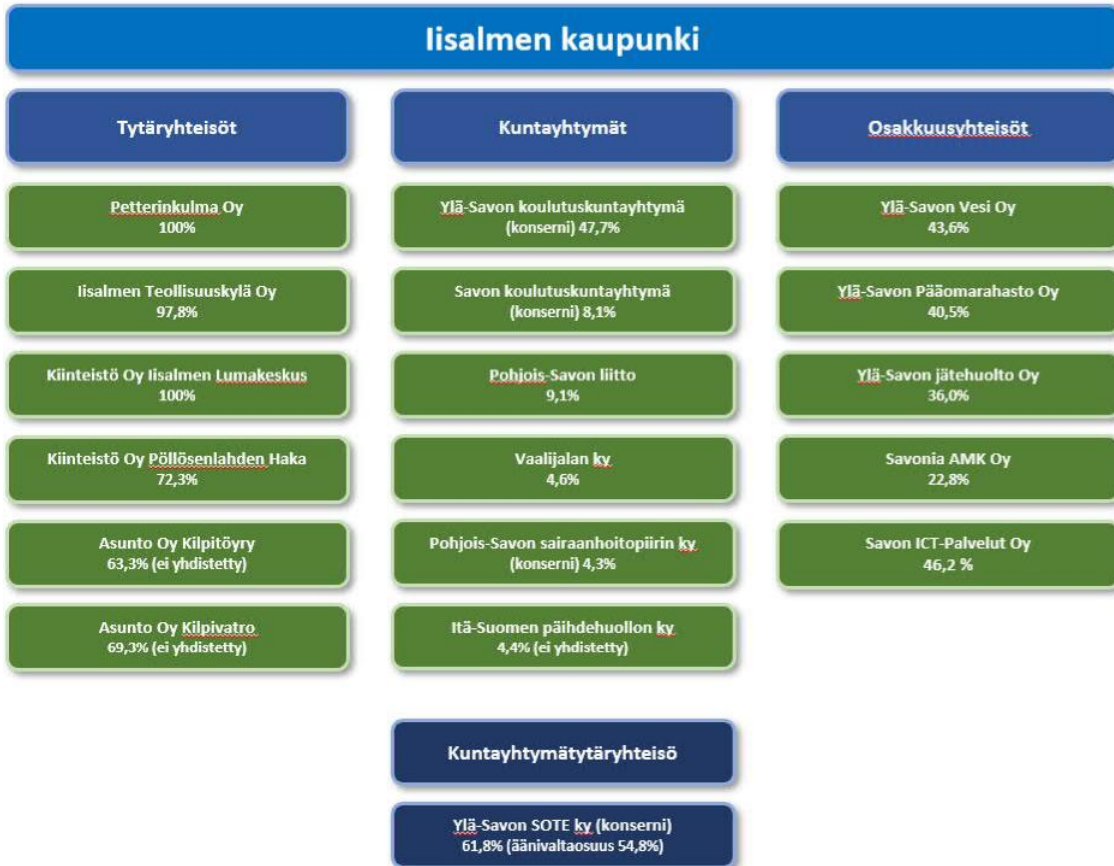 Iisalmen kaupunki
Tytäryhteisöt
Petterinkulma Oy
100%
Iisalmen Teollisuuskylä Oy
97,8%
Kiinteistö Oy Iisalmen Lumakeskus
100%
Kiinteistö Oy Pöllösenlahden Haka
72,3%
Asunto Oy Kilpitöyry
63,3% (ei yhdistetty)
Asunto Oy Kilpivatro
69,3% (ei yhdistetty)
Kuntayhtymät
Ylä-Savon koulutuskuntayhtymä
(konserni) 47,7%
Savon koulutuskuntayhtymä
(konserni) 8,1%
Pohjois-Savon liitto
9,1%
Vaalijalan ky
4,6%
Pohjois-Savon sairaanhoitopiirin ky
(konserni) 4,3%
Itä-Suomen päihdehuollon ky
4,4% (ei yhdistetty)
Kuntayhtymätytäryhteisö
Ylä-Savon SOTE ky (konserni)
61,8% (äänivaltaosuus 54,8%)
Osakkuusyhteisöt
Ylä-Savon Vesi Oy
43,6%
Ylä-Savon Pääomarahasto Oy
40,5%
Ylä-Savon jätehuolto Oy
36,0%
Savonia AMK Oy
22,8%
Savon ICT-Palvelut Oy
46,2 %